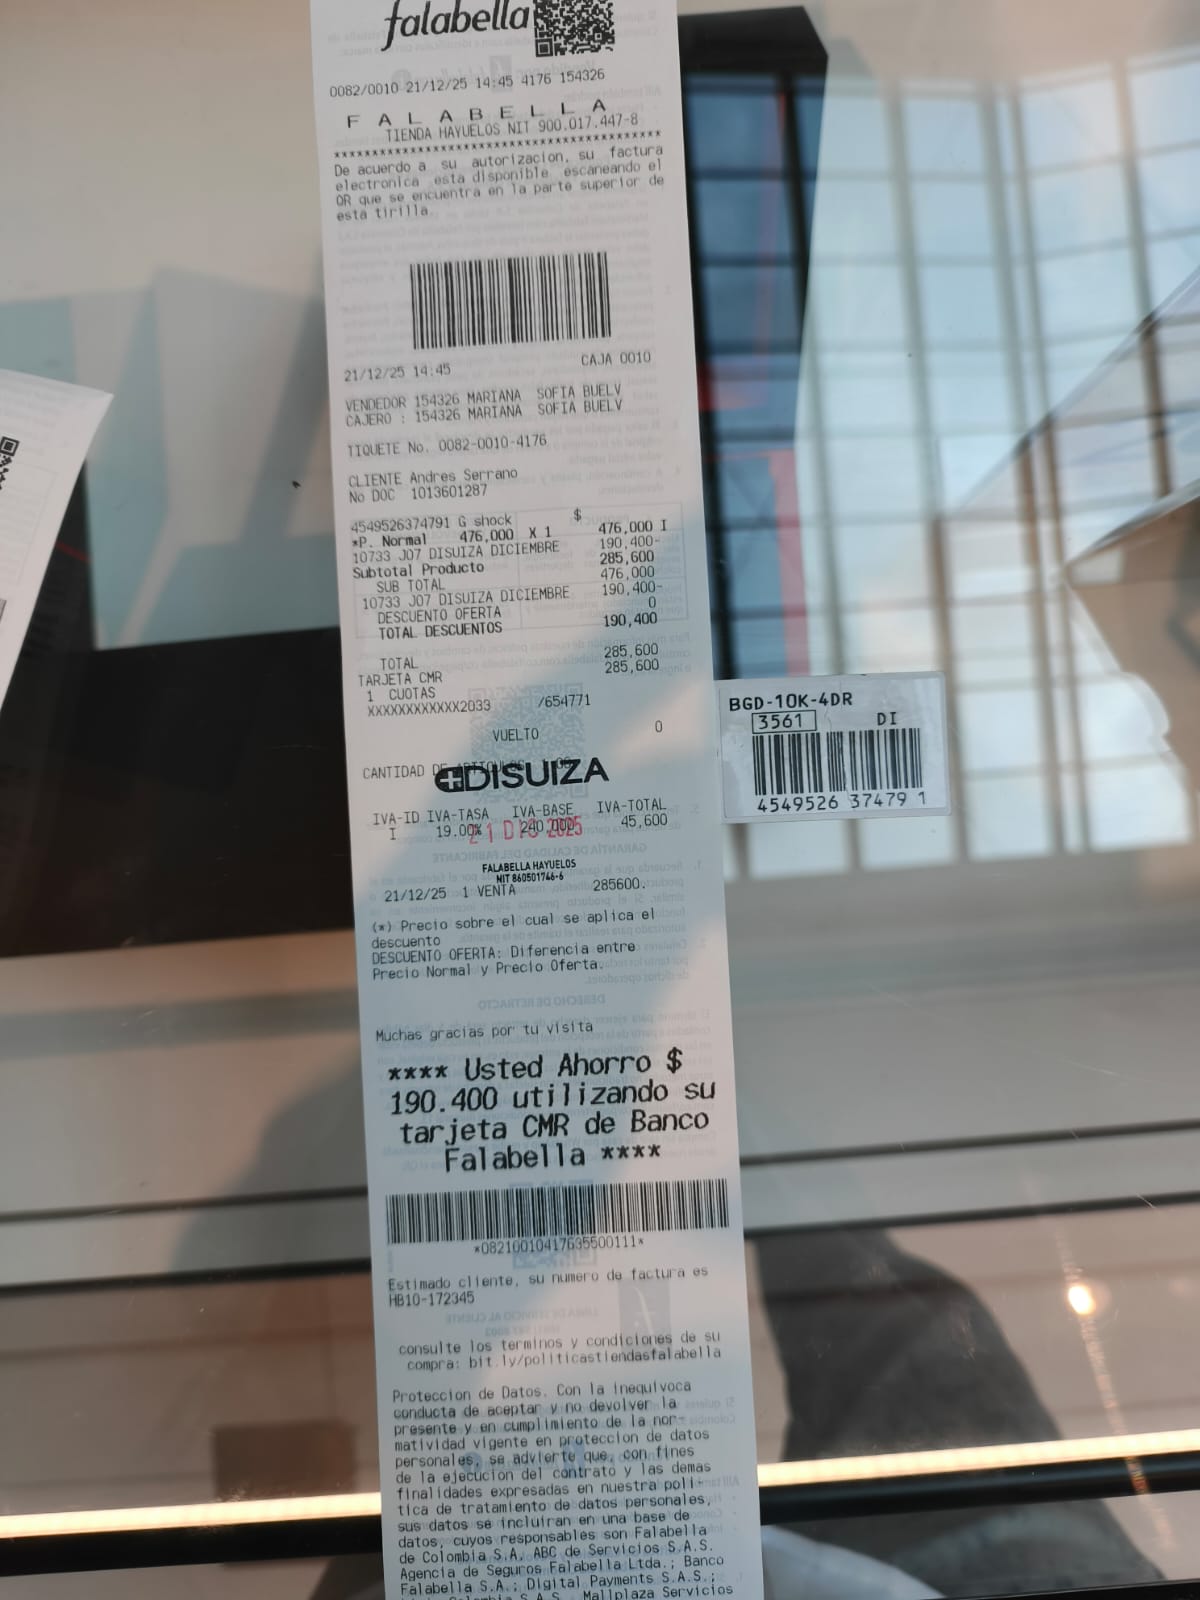 falabella
0082/0010 21/12/25 14:45 4176 154326
F A L A B E L L A
TIENDA HAYUELOS NIT 900.017.447-8
****************************************
De acuerdo a su autorizacion, su factura
electronica esta disponible escaneando el
QR que se encuentra en la parte superior de
esta tirilla.
21/12/25 14:45 CAJA 0010
VENDEDOR 154326 MARIANA SOFIA BUELV
CAJERO : 154326 MARIANA SOFIA BUELV
TIQUETE No. 0082-0010-4176
CLIENTE Andres Serrano
No DOC 1013601287
$
4549526374791 G shock 476,000 I
*P. Normal 476,000 X 1
10733 J07 DISUIZA DICIEMBRE 190,400-
Subtotal Producto 285,600
SUB TOTAL 476,000
10733 J07 DISUIZA DICIEMBRE 190,400-
DESCUENTO OFERTA 0
TOTAL DESCUENTOS 190,400
TOTAL 285,600
TARJETA CMR 285,600
1 CUOTAS
XXXXXXXXXXXX2033 /654771
VUELTO 0
CANTIDAD DE
DISUIZA
IVA-ID IVA-TASA IVA-BASE IVA-TOTAL
I 19.00% 240,000 45,600
21 DIC 2025
FALABELLA HAYUELOS
NIT 860501746-6
21/12/25 1 VENTA 285600.
(*) Precio sobre el cual se aplica el
descuento
DESCUENTO OFERTA: Diferencia entre
Precio Normal y Precio Oferta.
Muchas gracias por tu visita
**** Usted Ahorro $
190.400 utilizando su
tarjeta CMR de Banco
Falabella ****
*08210010417635500111*
Estimado cliente, su numero de factura es
HB10-172345
consulte los terminos y condiciones de su
compra: bit.ly/politicastiendasfalabella
Proteccion de Datos. Con la inequivoca
conducta de aceptar y no devolver la
presente y en cumplimiento de la nor-
matividad vigente en proteccion de datos
personales, se advierte que, con fines
de la ejecucion del contrato y las demas
finalidades expresadas en nuestra poli-
tica de tratamiento de datos personales,
sus datos se incluiran en una base de
datos, cuyos responsables son Falabella
de Colombia S.A, ABC de Servicios S.A.S.
Agencia de Seguros Falabella Ltda.; Banco
Falabella S.A.; Digital Payments S.A.S.;
Colombia S.A.S. Mallplaza Servicios
BGD-10K-4DR
3561 DI
4549526 37479 1